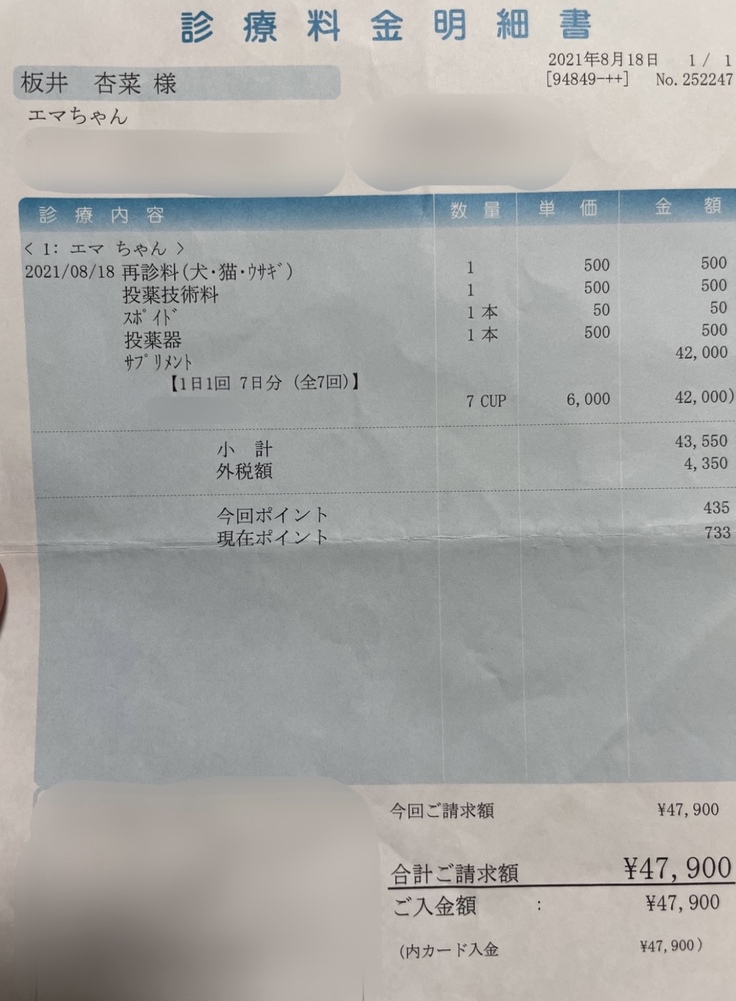 診療料金明細書
2021年8月18日 1 / 1
[94849-++] No.252247
板井 杏菜 様
エマちゃん
診療内容 数量 単価 金額
< 1: エマ ちゃん >
2021/08/18 再診料(犬・猫・ｳｻｷﾞ) 1 500 500
投薬技術料 1 500 500
ｽﾎﾟｲﾄﾞ 1 本 50 50
投薬器 1 本 500 500
ｻﾌﾟﾘﾒﾝﾄ 42,000
【1日1回 7日分 (全7回)】
7 CUP 6,000 42,000)
小 計 43,550
外税額 4,350
今回ポイント 435
現在ポイント 733
今回ご請求額 ¥47,900
合計ご請求額 ¥47,900
ご入金額 : ¥47,900
(内カード入金 ¥47,900)